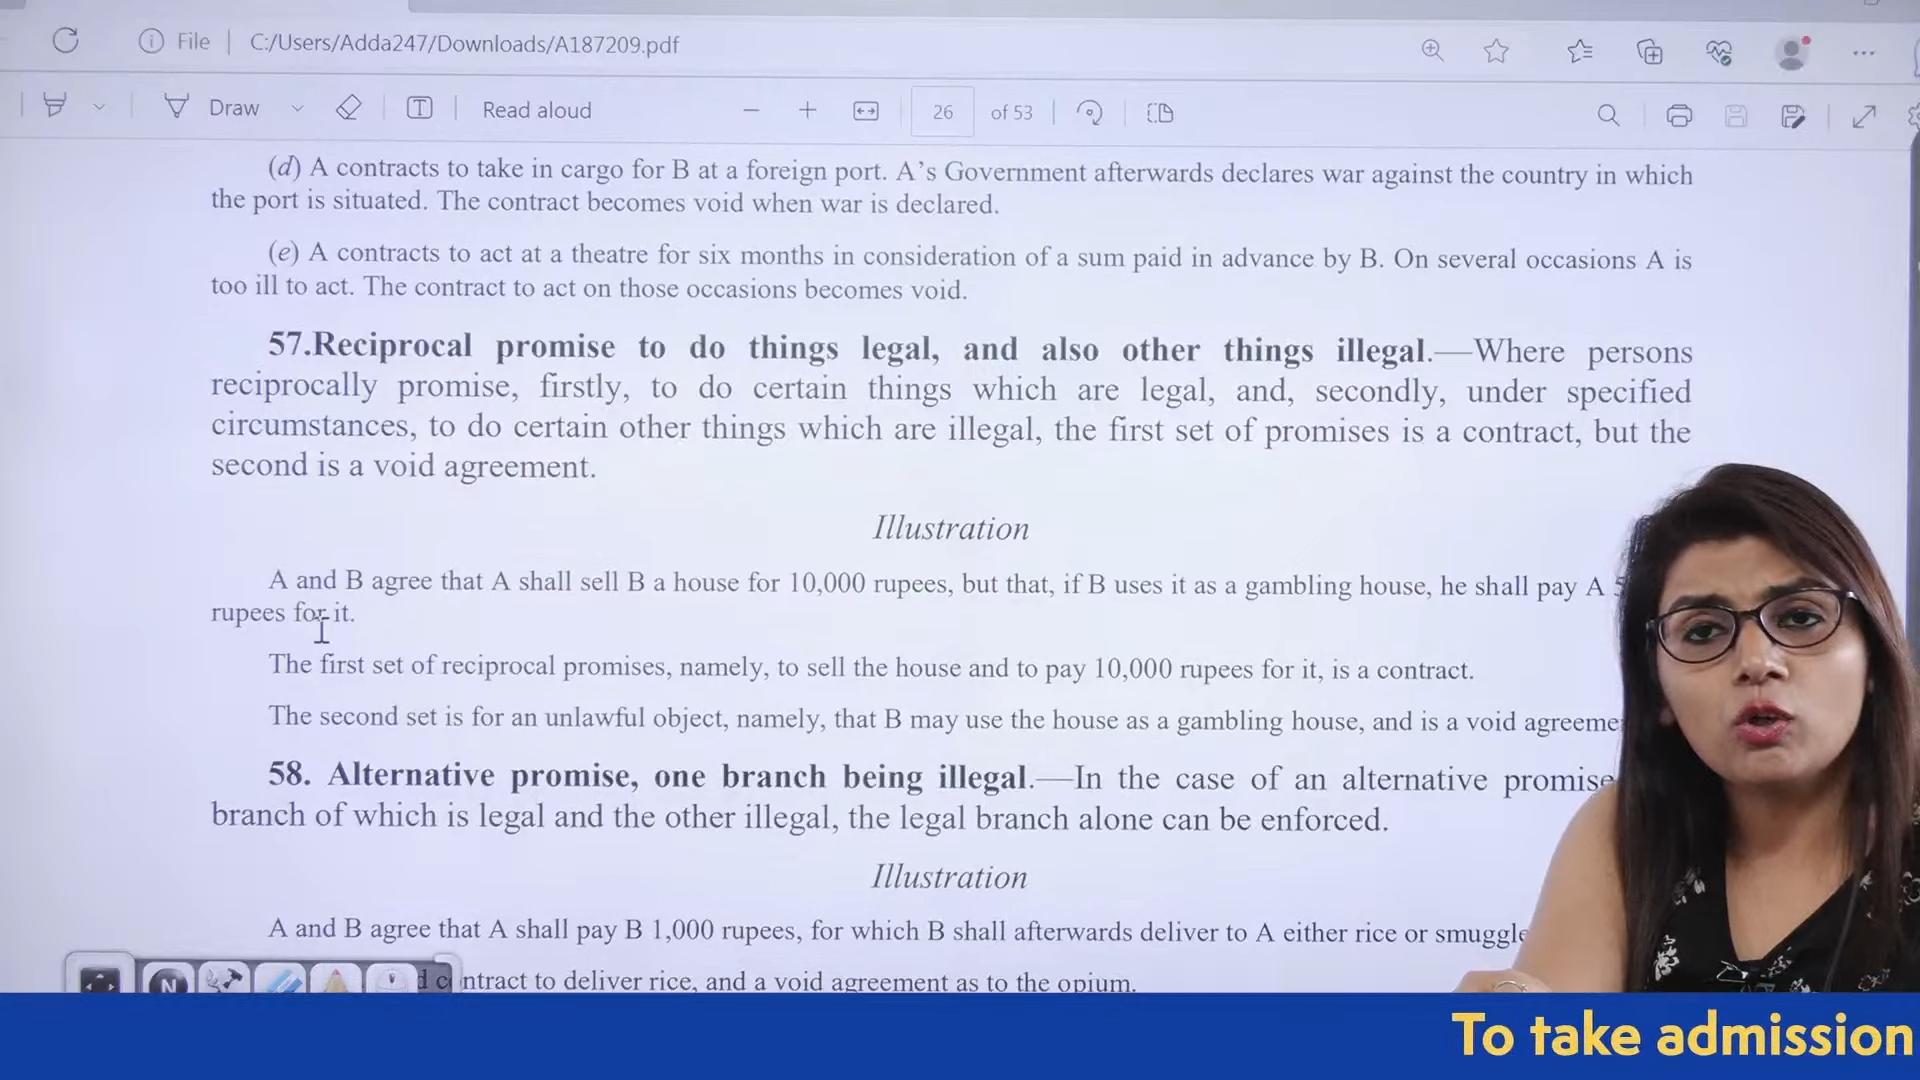 File | C:/Users/Adda247/Downloads/A187209.pdf
Draw Read aloud 26 of 53
(d) A contracts to take in cargo for B at a foreign port. A’s Government afterwards declares war against the country in which
the port is situated. The contract becomes void when war is declared.
(e) A contracts to act at a theatre for six months in consideration of a sum paid in advance by B. On several occasions A is
too ill to act. The contract to act on those occasions becomes void.
57.Reciprocal promise to do things legal, and also other things illegal.—Where persons
reciprocally promise, firstly, to do certain things which are legal, and, secondly, under specified
circumstances, to do certain other things which are illegal, the first set of promises is a contract, but the
second is a void agreement.
Illustration
A and B agree that A shall sell B a house for 10,000 rupees, but that, if B uses it as a gambling house, he shall pay A
rupees for it.
The first set of reciprocal promises, namely, to sell the house and to pay 10,000 rupees for it, is a contract.
The second set is for an unlawful object, namely, that B may use the house as a gambling house, and is a void agreeme
58. Alternative promise, one branch being illegal.—In the case of an alternative promise
branch of which is legal and the other illegal, the legal branch alone can be enforced.
Illustration
A and B agree that A shall pay B 1,000 rupees, for which B shall afterwards deliver to A either rice or smuggle
contract to deliver rice, and a void agreement as to the opium.
To take admission